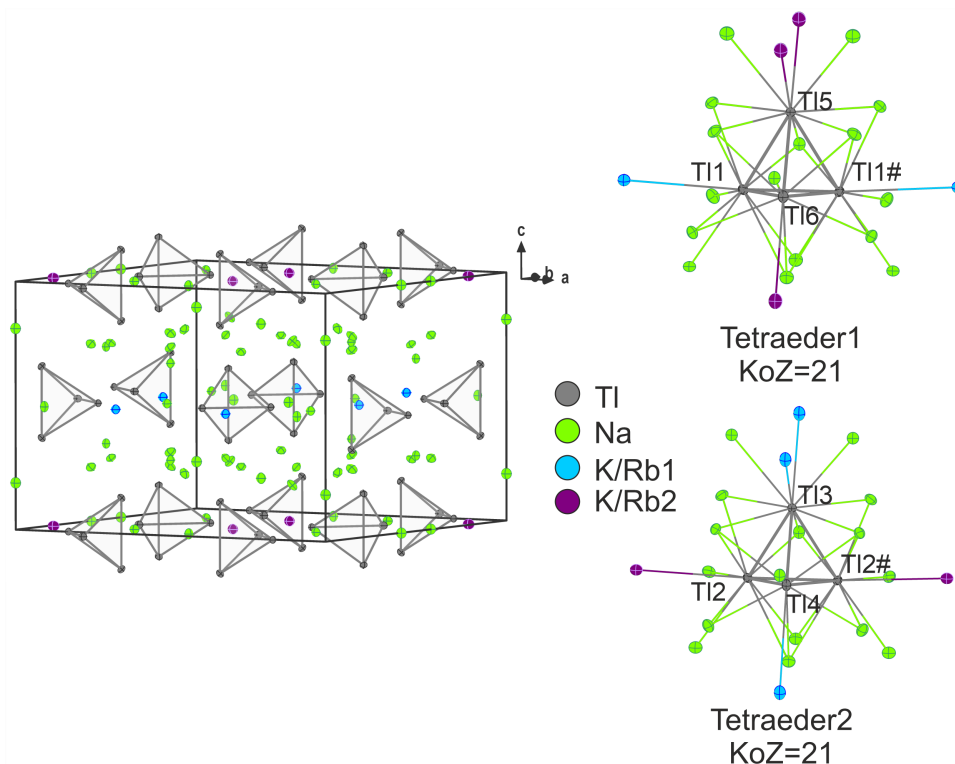 c
b
a
Tl5
Tl1
Tl1#
Tl6
Tetraeder1
KoZ=21
Tl
Na
K/Rb1
K/Rb2
Tl3
Tl2#
Tl2
Tl4
Tetraeder2
KoZ=21